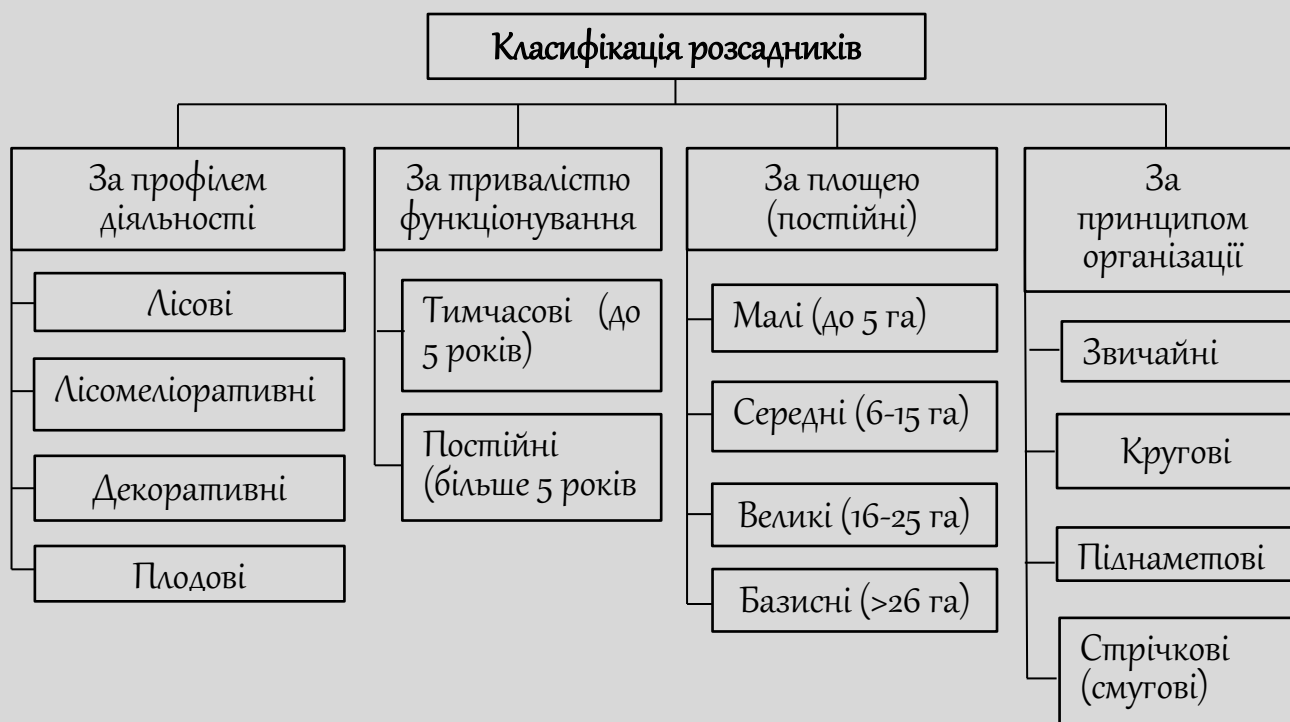 Класифікація розсадників
За профілем
діяльності
Лісові
Лісомеліоративні
Декоративні
Плодові
За тривалістю
функціонування
Тимчасові (до
5 років)
Постійні
(більше 5 років
За площею
(постійні)
Малі (до 5 га)
Середні (6-15 га)
Великі (16-25 га)
Базисні (>26 га)
За
принципом
організації
Звичайні
Кругові
Піднаметові
Стрічкові
(смугові)